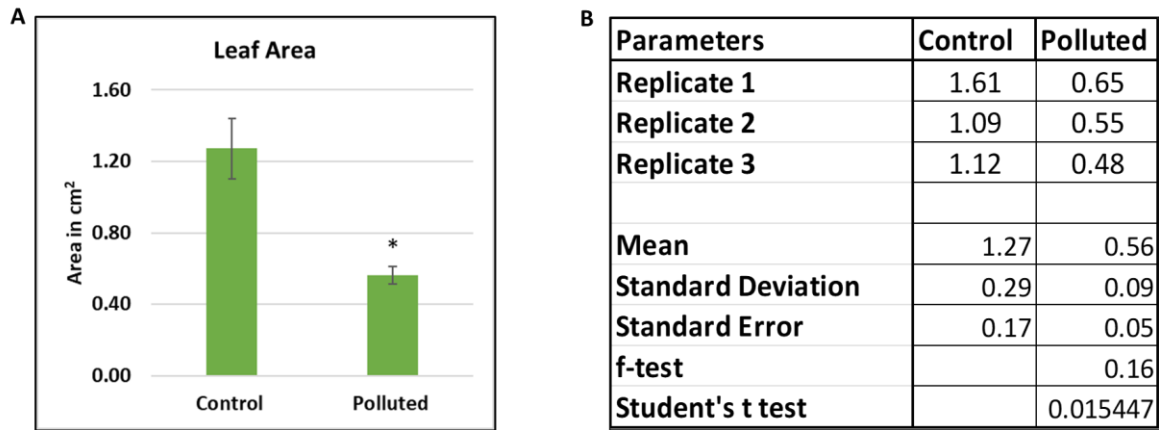 A
Leaf Area
Area in cm²
1.60
1.20
0.80
0.40
0.00
*
Control Polluted
B
Parameters Control Polluted
Replicate 1 1.61 0.65
Replicate 2 1.09 0.55
Replicate 3 1.12 0.48
Mean 1.27 0.56
Standard Deviation 0.29 0.09
Standard Error 0.17 0.05
f-test 0.16
Student's t test 0.015447